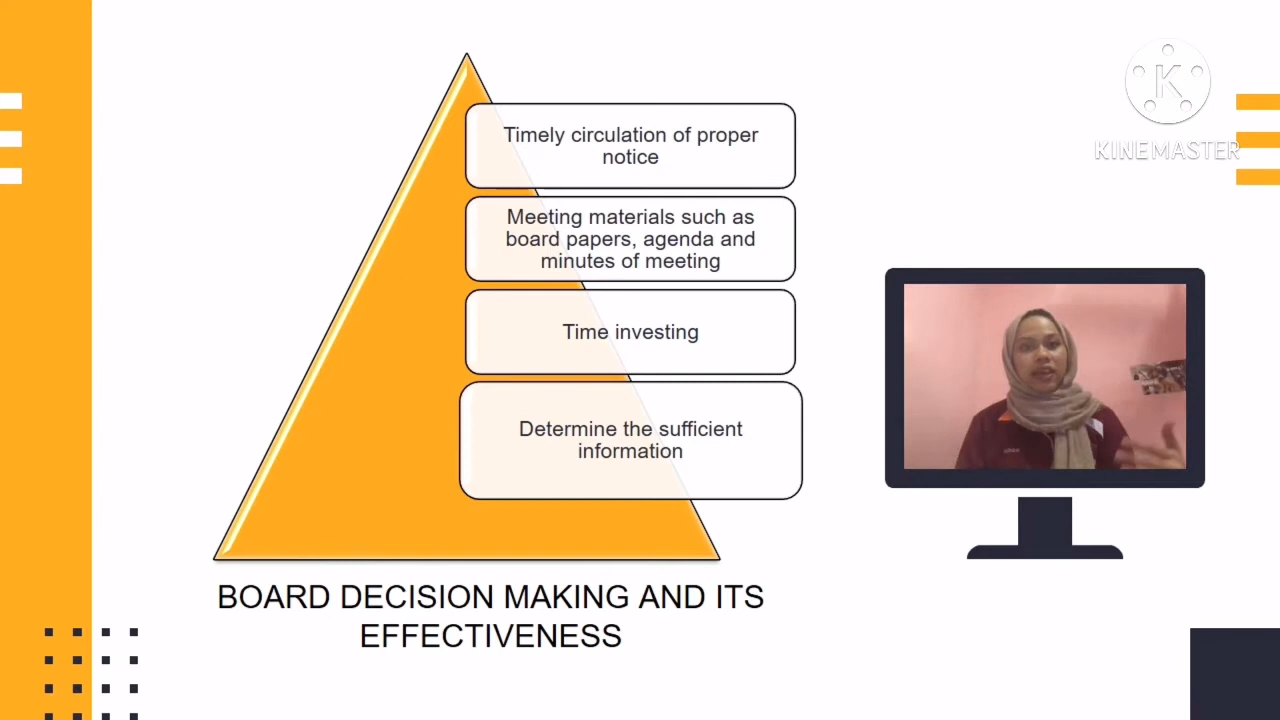 Timely circulation of proper
notice
Meeting materials such as
board papers, agenda and
minutes of meeting
Time investing
Determine the sufficient
information
BOARD DECISION MAKING AND ITS
EFFECTIVENESS
K
KINEMASTER